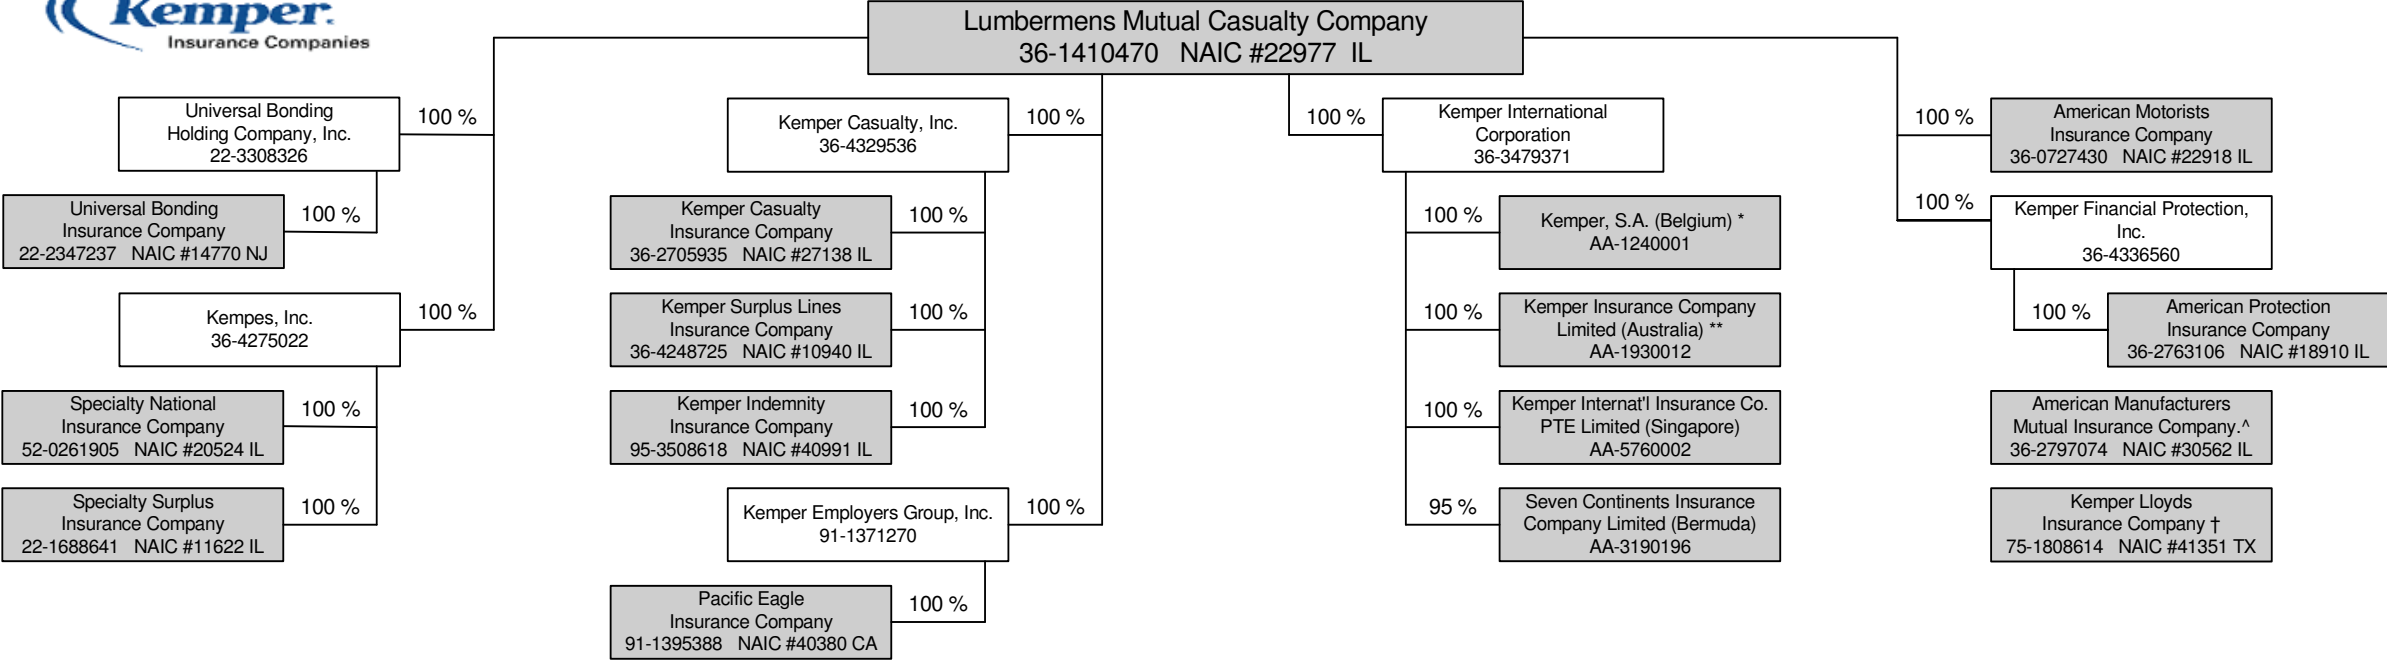 Kemper.
Insurance Companies
Lumbermens Mutual Casualty Company
36-1410470 NAIC #22977 IL
Universal Bonding
Holding Company, Inc.
22-3308326
100 %
Universal Bonding
Insurance Company
22-2347237 NAIC #14770 NJ
100 %
Kempes, Inc.
36-4275022
100 %
Specialty National
Insurance Company
52-0261905 NAIC #20524 IL
100 %
Specialty Surplus
Insurance Company
22-1688641 NAIC #11622 IL
100 %
Kemper Casualty, Inc.
36-4329536
100 %
Kemper Casualty
Insurance Company
36-2705935 NAIC #27138 IL
100 %
Kemper Surplus Lines
Insurance Company
36-4248725 NAIC #10940 IL
100 %
Kemper Indemnity
Insurance Company
95-3508618 NAIC #40991 IL
100 %
Kemper Employers Group, Inc.
91-1371270
100 %
Pacific Eagle
Insurance Company
91-1395388 NAIC #40380 CA
100 %
100 %
Kemper International
Corporation
36-3479371
100 %
Kemper, S.A. (Belgium) *
AA-1240001
100 %
Kemper Insurance Company
Limited (Australia) **
AA-1930012
100 %
Kemper Internat'l Insurance Co.
PTE Limited (Singapore)
AA-5760002
95 %
Seven Continents Insurance
Company Limited (Bermuda)
AA-3190196
100 %
American Motorists
Insurance Company
36-0727430 NAIC #22918 IL
100 %
Kemper Financial Protection,
Inc.
36-4336560
100 %
American Protection
Insurance Company
36-2763106 NAIC #18910 IL
American Manufacturers
Mutual Insurance Company.^
36-2797074 NAIC #30562 IL
Kemper Lloyds
Insurance Company †
75-1808614 NAIC #41351 TX